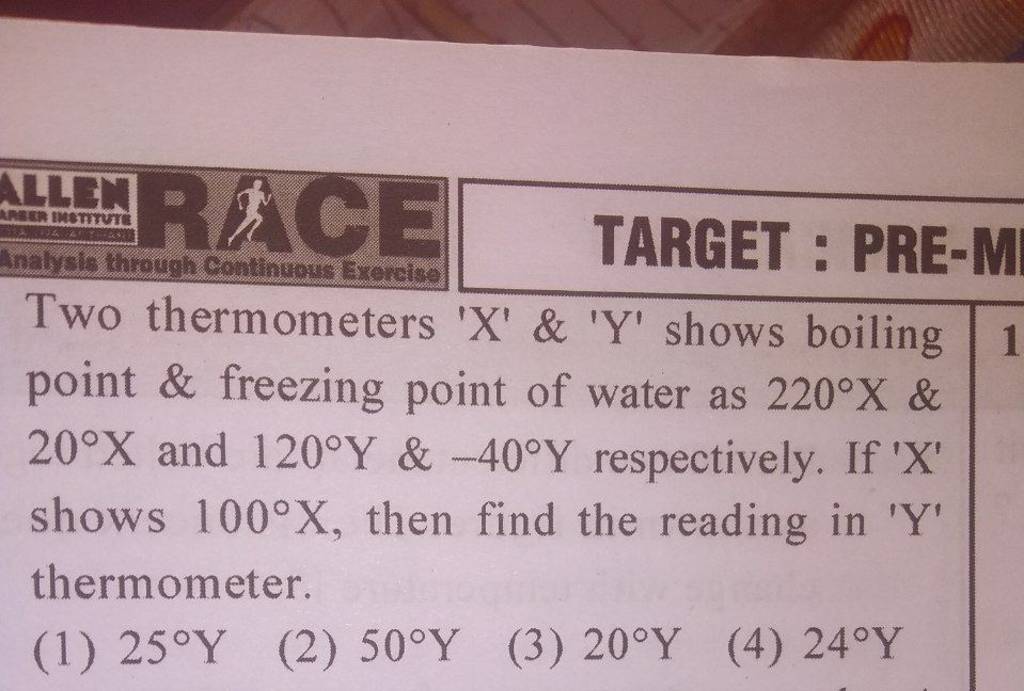 ALLEN
RACE
Analysis through Continuous Exercise
TARGET : PRE-M
Two thermometers 'X' & 'Y' shows boiling
point & freezing point of water as 220°X &
20°X and 120°Y & –40°Y respectively. If 'X'
shows 100°X, then find the reading in 'Y'
thermometer.
(1) 25°Y (2) 50°Y (3) 20°Y (4) 24°Y
1